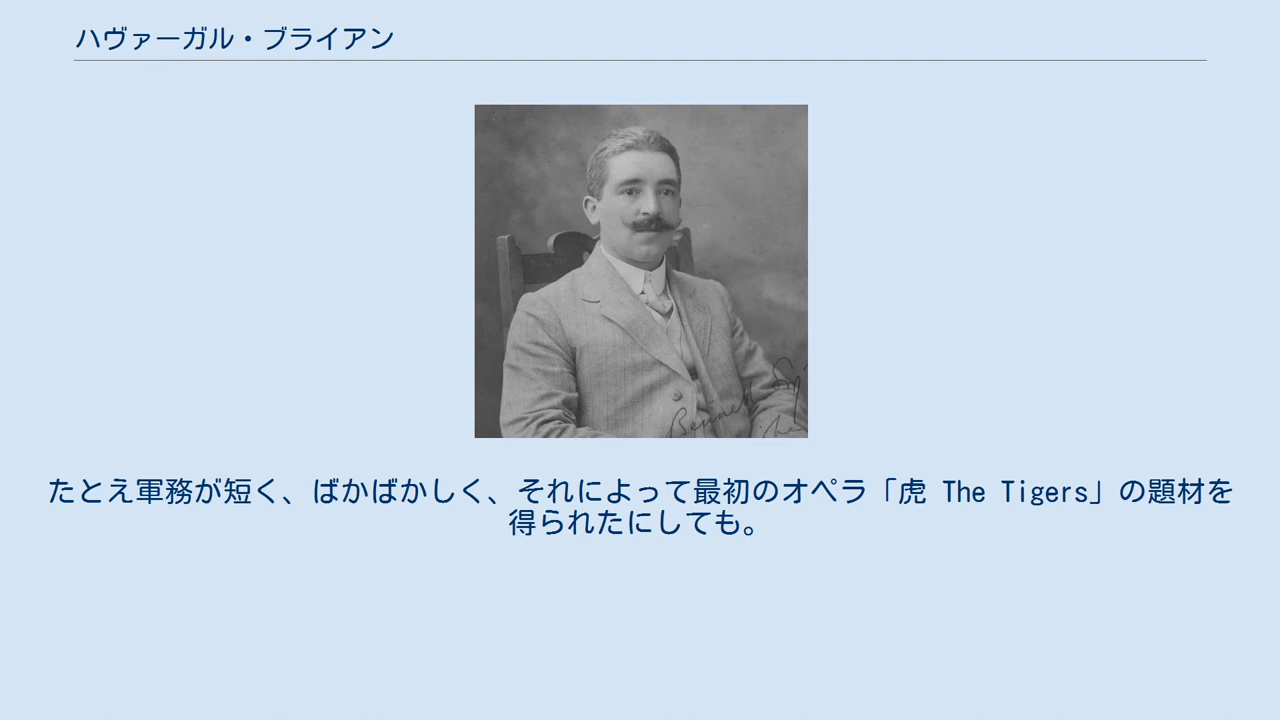 ハヴァーガル・ブライアン
Bennett
たとえ軍務が短く、ばかばかしく、それによって最初のオペラ「虎 The Tigers」の題材を
得られたにしても。